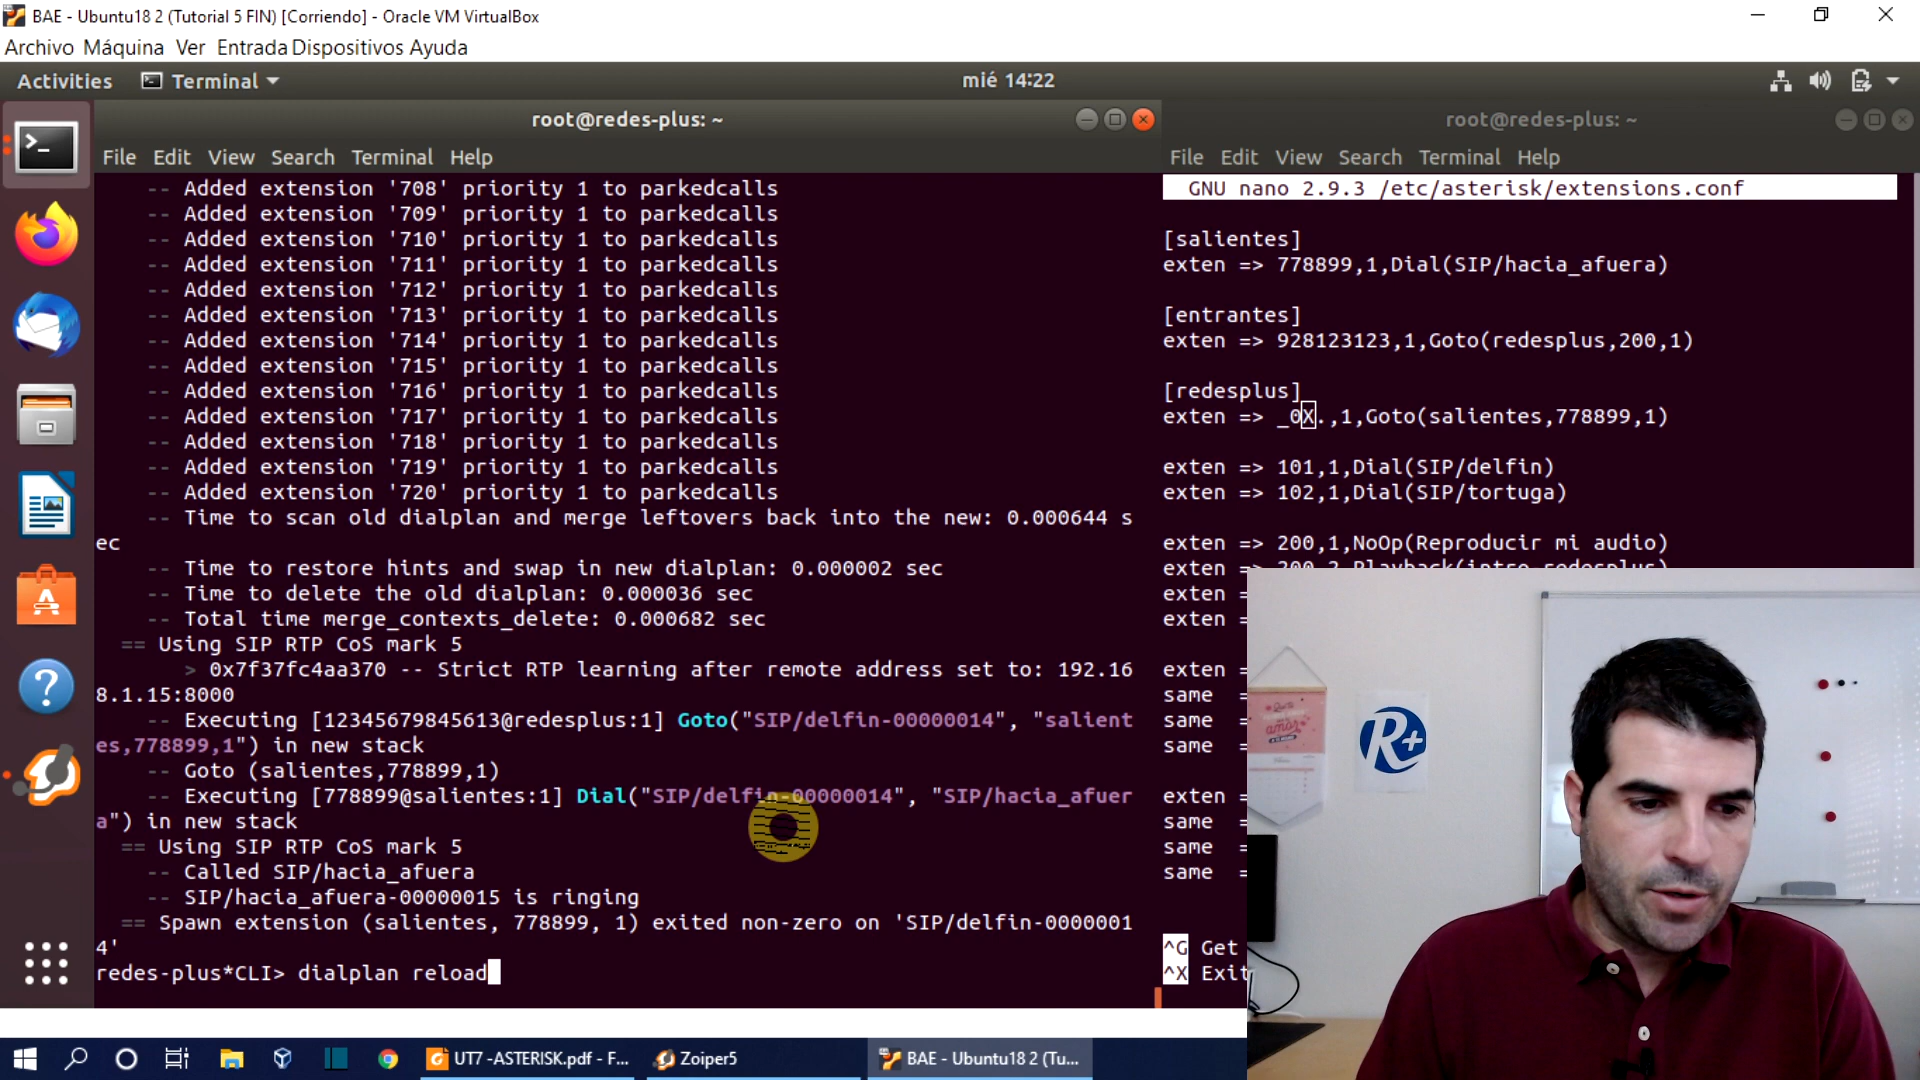 BAE - Ubuntu18 2 (Tutorial 5 FIN) [Corriendo] - Oracle VM VirtualBox
Archivo Máquina Ver Entrada Dispositivos Ayuda
Activities Terminal mié 14:22
root@redes-plus: ~
File Edit View Search Terminal Help
-- Added extension '708' priority 1 to parkedcalls
-- Added extension '709' priority 1 to parkedcalls
-- Added extension '710' priority 1 to parkedcalls
-- Added extension '711' priority 1 to parkedcalls
-- Added extension '712' priority 1 to parkedcalls
-- Added extension '713' priority 1 to parkedcalls
-- Added extension '714' priority 1 to parkedcalls
-- Added extension '715' priority 1 to parkedcalls
-- Added extension '716' priority 1 to parkedcalls
-- Added extension '717' priority 1 to parkedcalls
-- Added extension '718' priority 1 to parkedcalls
-- Added extension '719' priority 1 to parkedcalls
-- Added extension '720' priority 1 to parkedcalls
-- Time to scan old dialplan and merge leftovers back into the new: 0.000644 s
ec
-- Time to restore hints and swap in new dialplan: 0.000002 sec
-- Time to delete the old dialplan: 0.000036 sec
-- Total time merge_contexts_delete: 0.000682 sec
== Using SIP RTP CoS mark 5
> 0x7f37fc4aa370 -- Strict RTP learning after remote address set to: 192.16
8.1.15:8000
-- Executing [12345679845613@redesplus:1] Goto("SIP/delfin-00000014", "salient
es,778899,1") in new stack
-- Goto (salientes,778899,1)
-- Executing [778899@salientes:1] Dial("SIP/delfin-00000014", "SIP/hacia_afuer
a") in new stack
== Using SIP RTP CoS mark 5
-- Called SIP/hacia_afuera
-- SIP/hacia_afuera-00000015 is ringing
== Spawn extension (salientes, 778899, 1) exited non-zero on 'SIP/delfin-0000001
4'
redes-plus*CLI> dialplan reload
root@redes-plus: ~
File Edit View Search Terminal Help
GNU nano 2.9.3 /etc/asterisk/extensions.conf
[salientes]
exten => 778899,1,Dial(SIP/hacia_afuera)
[entrantes]
exten => 928123123,1,Goto(redesplus,200,1)
[redesplus]
exten => _0X.,1,Goto(salientes,778899,1)
exten => 101,1,Dial(SIP/delfin)
exten => 102,1,Dial(SIP/tortuga)
exten => 200,1,NoOp(Reproducir mi audio)
exten => 200,2,Playback(intro_redesplus)
exten =
exten =
exten =
same =
same =
same =
exten =
same =
same =
same =
^G Get
^X Exit
R+
UT7 -ASTERISK.pdf - F...
Zoiper5
BAE - Ubuntu18 2 (Tu...